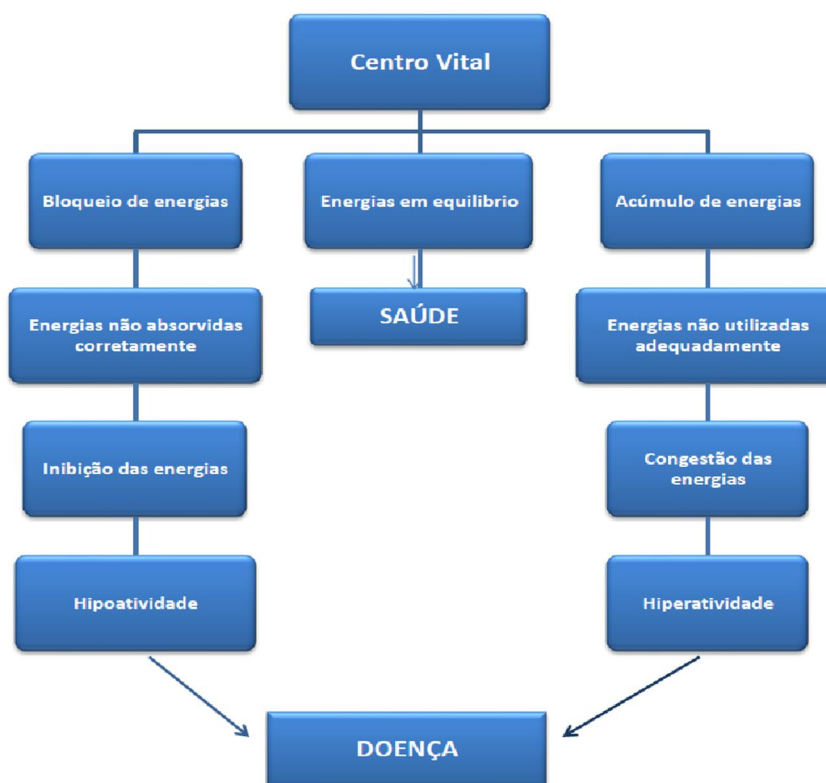 Centro Vital
Bloqueio de energias
Energias em equilibrio
Acúmulo de energias
SAÚDE
Energias não absorvidas
corretamente
Energias não utilizadas
adequadamente
Inibição das energias
Congestão das
energias
Hipoatividade
Hiperatividade
DOENÇA